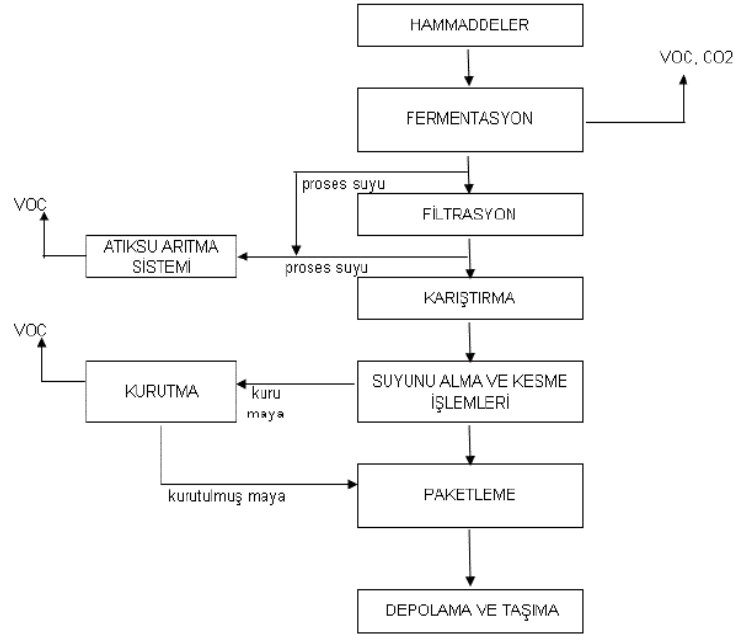 HAMMADDELER
VOC, CO2
FERMENTASYON
proses suyu
VOC
FİLTRASYON
ATIKSU ARITMA
SİSTEMİ
proses suyu
KARIŞTIRMA
VOC
KURUTMA
kuru
maya
SUYUNU ALMA VE KESME
İŞLEMLERİ
kurutulmuş maya
PAKETLEME
DEPOLAMA VE TAŞIMA